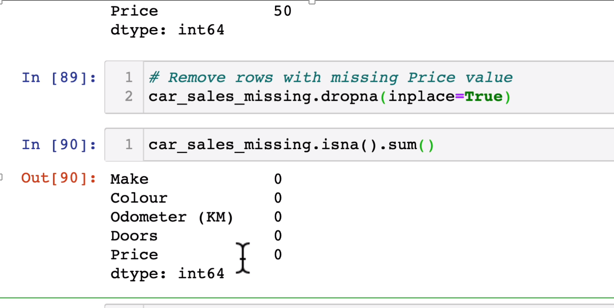 Price 50
dtype: int64
In [89]: 1 # Remove rows with missing Price value
2 car_sales_missing.dropna(inplace=True)
In [90]: 1 car_sales_missing.isna().sum()
Out[90]: Make 0
Colour 0
Odometer (KM) 0
Doors 0
Price 0
dtype: int64